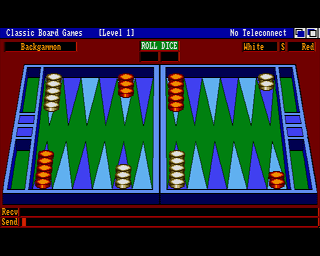 Classic Board Games [Level 1] No Teleconnect
Backgammon ROLL DICE White $ Red
Recv
Send